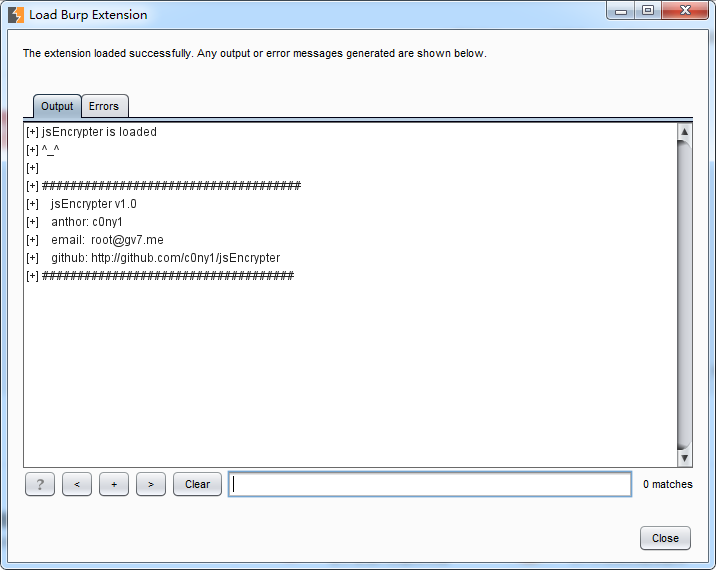 Load Burp Extension
The extension loaded successfully. Any output or error messages generated are shown below.
Output Errors
[+] jsEncrypter is loaded
[+] ^_^
[+]
[+] #####################################
[+] jsEncrypter v1.0
[+] anthor: c0ny1
[+] email: root@gv7.me
[+] github: http://github.com/c0ny1/jsEncrypter
[+] ####################################
? < + > Clear 0 matches
Close